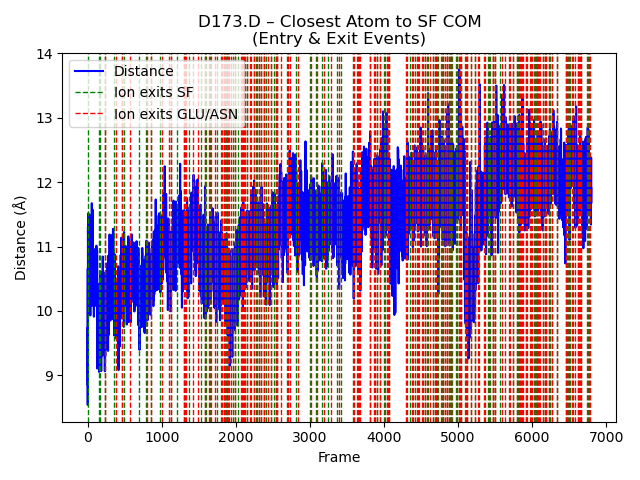 D173.D – Closest Atom to SF COM
(Entry & Exit Events)
Distance
Ion exits SF
Ion exits GLU/ASN
Distance (Å)
14
13
12
11
10
9
0 1000 2000 3000 4000 5000 6000 7000
Frame